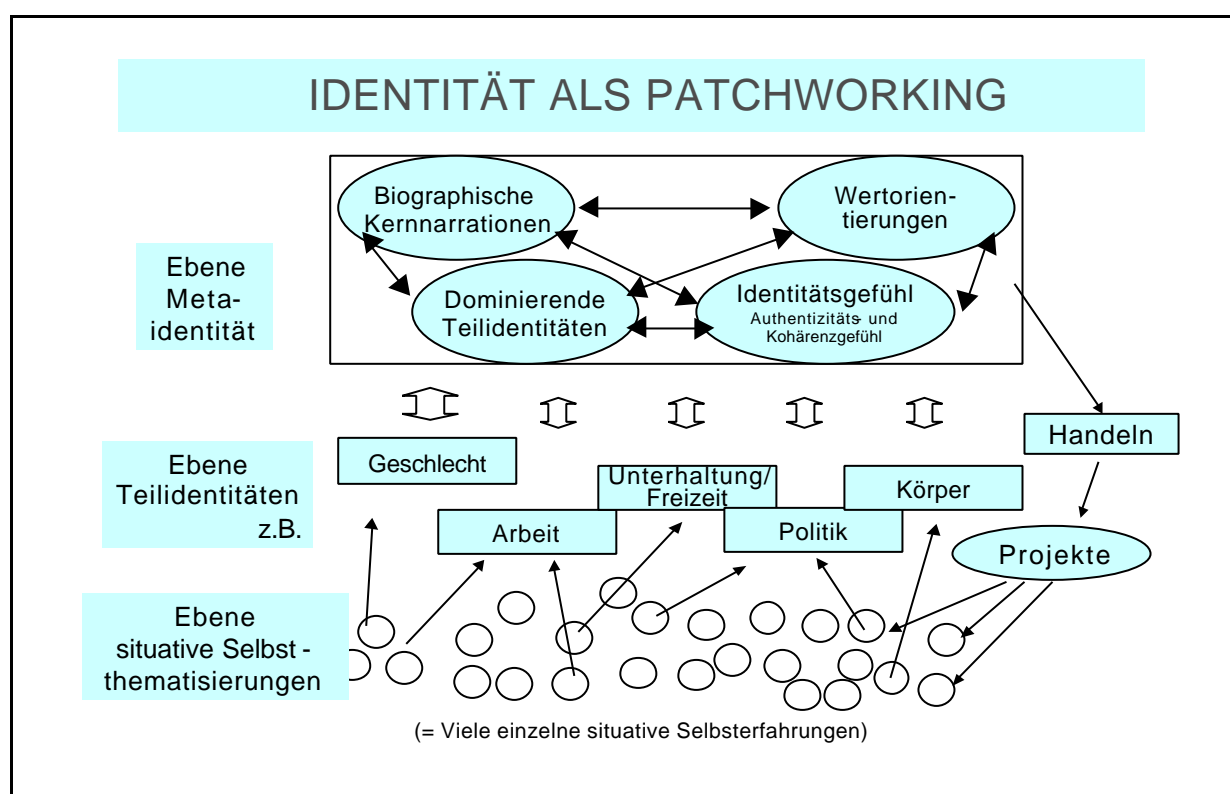 IDENTITÄT ALS PATCHWORKING
Biographische
Kernnarrationen
Wertorien-
tierungen
Ebene
Meta-
identität
Dominierende
Teilidentitäten
Identitätsgefühl
Authentizitäts- und
Kohärenzgefühl
Handeln
Ebene
Teilidentitäten
z.B.
Geschlecht
Unterhaltung/
Freizeit
Körper
Arbeit
Politik
Projekte
Ebene
situative Selbst -
thematisierungen
(= Viele einzelne situative Selbsterfahrungen)